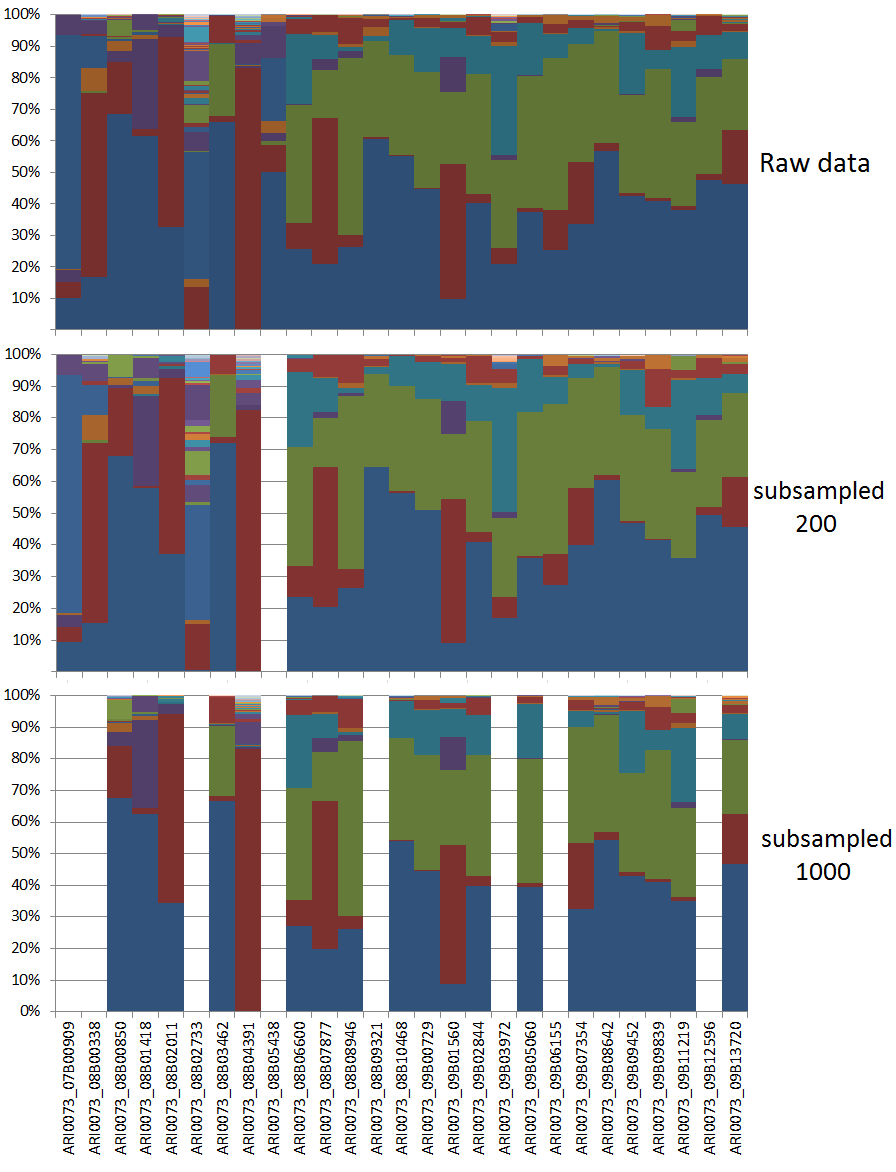 100%
90%
80%
70%
60%
50%
40%
30%
20%
10%
Raw data
100%
90%
80%
70%
60%
50%
40%
30%
20%
10%
subsampled
200
100%
90%
80%
70%
60%
50%
40%
30%
20%
10%
0%
subsampled
1000
ARI0073_07B00909
ARI0073_08B00338
ARI0073_08B00850
ARI0073_08B01418
ARI0073_08B02011
ARI0073_08B02733
ARI0073_08B03462
ARI0073_08B04391
ARI0073_08B05438
ARI0073_08B06600
ARI0073_08B07877
ARI0073_08B08946
ARI0073_08B09321
ARI0073_08B10468
ARI0073_09B00729
ARI0073_09B01560
ARI0073_09B02844
ARI0073_09B03972
ARI0073_09B05060
ARI0073_09B06155
ARI0073_09B07354
ARI0073_09B08642
ARI0073_09B09452
ARI0073_09B09839
ARI0073_09B11219
ARI0073_09B12596
ARI0073_09B13720